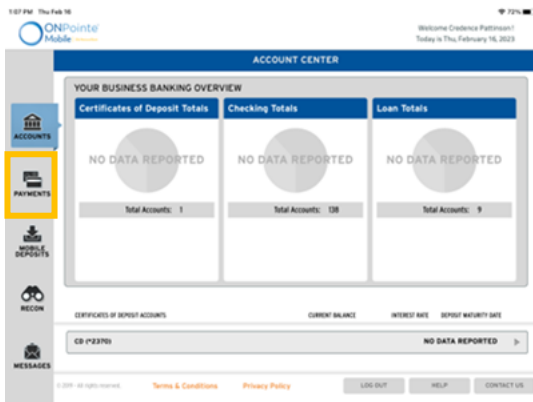 1:07 PM Thu Feb 16
72%
ONPointe
Mobile
Welcome Credence Pattinson!
Today is Thu, February 16, 2023
ACCOUNT CENTER
YOUR BUSINESS BANKING OVERVIEW
Certificates of Deposit Totals
Checking Totals
Loan Totals
NO DATA REPORTED
NO DATA REPORTED
NO DATA REPORTED
Total Accounts: 1
Total Accounts: 138
Total Accounts: 9
ACCOUNTS
PAYMENTS
MOBILE
DEPOSITS
RECON
MESSAGES
CERTIFICATES OF DEPOSIT ACCOUNTS
CURRENT BALANCE
INTEREST RATE
DEPOSIT MATURITY DATE
CD (*2370)
NO DATA REPORTED
All rights reserved.
Terms & Conditions
Privacy Policy
LOG OUT
HELP
CONTACT US